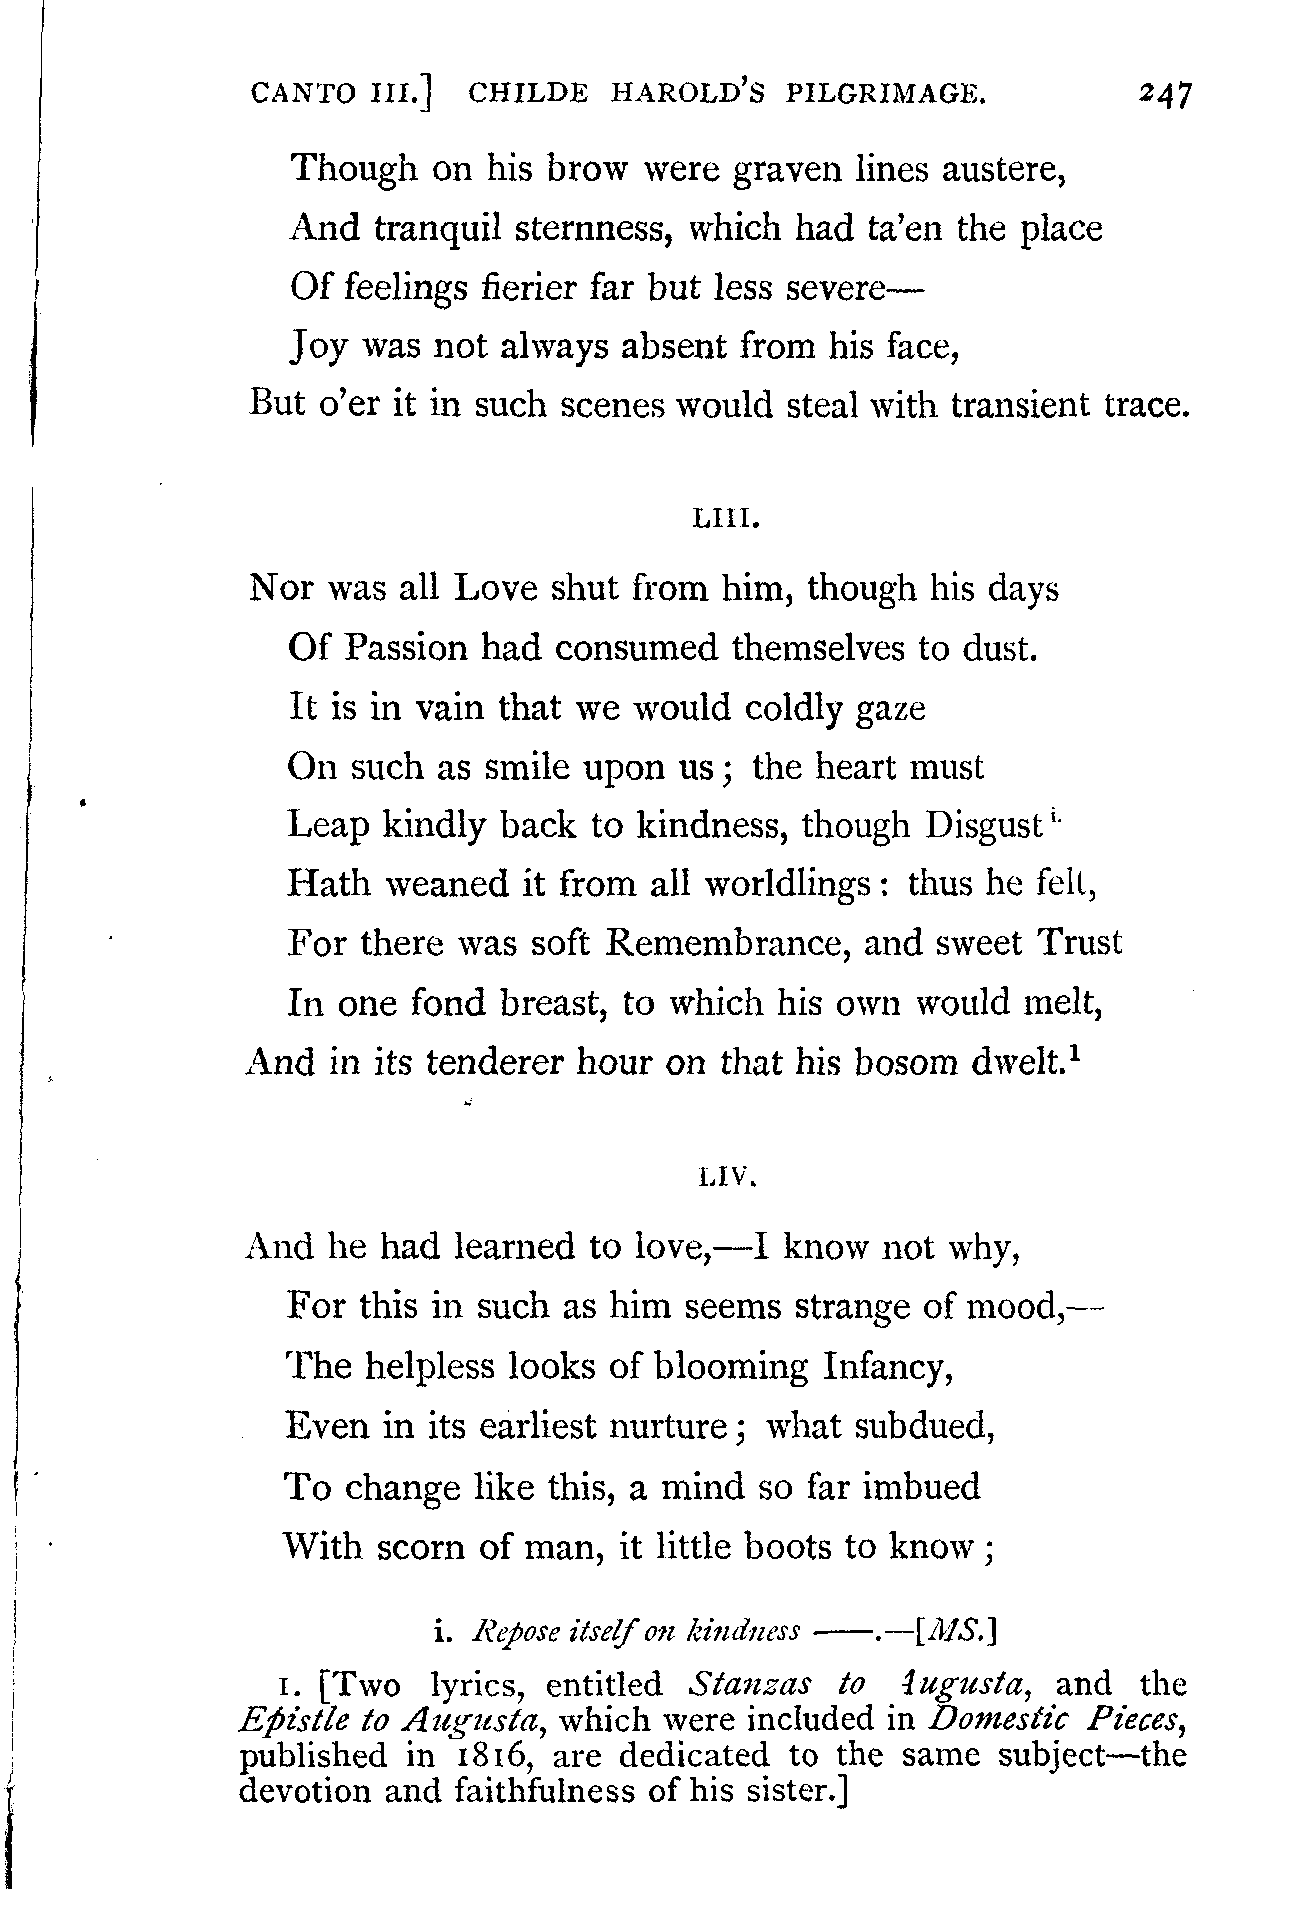 CANTO III.] CHILDE HAROLD'S PILGRIMAGE. 247
Though on his brow were graven lines austere,
And tranquil sternness, which had ta'en the place
Of feelings fierier far but less severe—
Joy was not always absent from his face,
But o'er it in such scenes would steal with transient trace.
LIII.
Nor was all Love shut from him, though his days
Of Passion had consumed themselves to dust.
It is in vain that we would coldly gaze
On such as smile upon us; the heart must
Leap kindly back to kindness, though Disgust i.
Hath weaned it from all worldlings: thus he felt,
For there was soft Remembrance, and sweet Trust
In one fond breast, to which his own would melt,
And in its tenderer hour on that his bosom dwelt.¹
LIV.
And he had learned to love,—I know not why,
For this in such as him seems strange of mood,—
The helpless looks of blooming Infancy,
Even in its earliest nurture; what subdued,
To change like this, a mind so far imbued
With scorn of man, it little boots to know;
i. Repose itself on kindness ——.—[MS.]
1. [Two lyrics, entitled Stanzas to Augusta, and the
Epistle to Augusta, which were included in Domestic Pieces,
published in 1816, are dedicated to the same subject—the
devotion and faithfulness of his sister.]